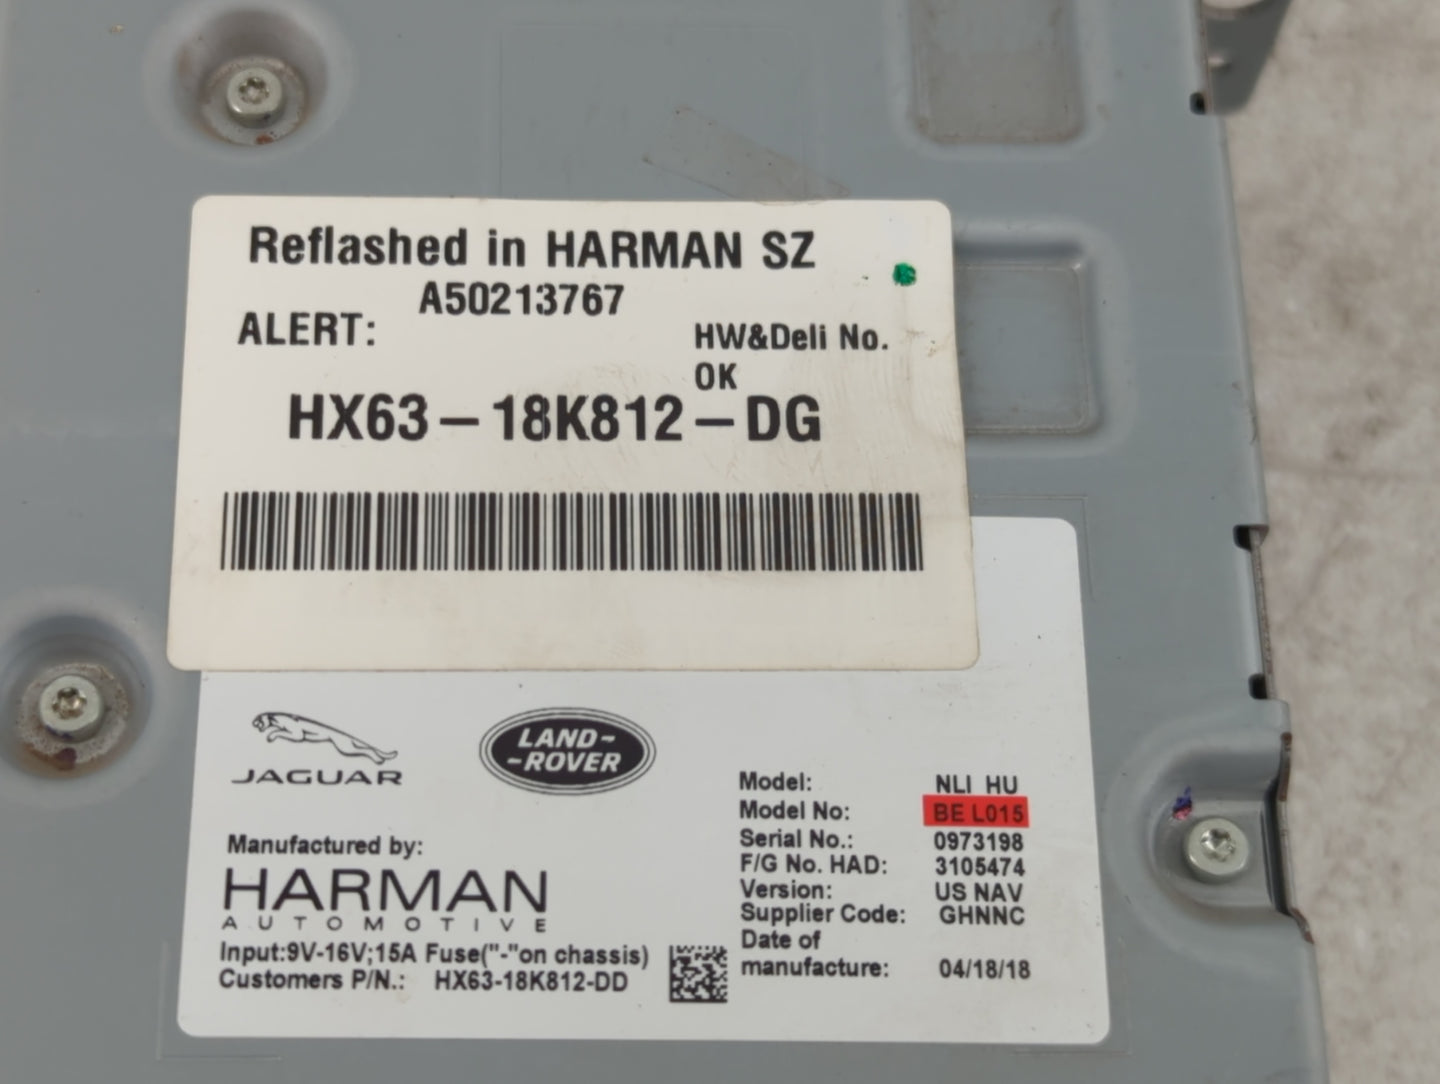 Reflashed in HARMAN SZ
A50213767
ALERT:
HW&Deli No.
OK
HX63-18K812-DG
JAGUAR
LAND-
-ROVER
Manufactured by:
HARMAN
AUTOMOTIVE
Input:9V-16V;15A Fuse("-"on chassis)
Customers P/N.: HX63-18K812-DD
Model: NLI HU
Model No: BE L015
Serial No.: 0973198
F/G No. HAD: 3105474
Version: US NAV
Supplier Code: GHNNC
Date of
manufacture: 04/18/18